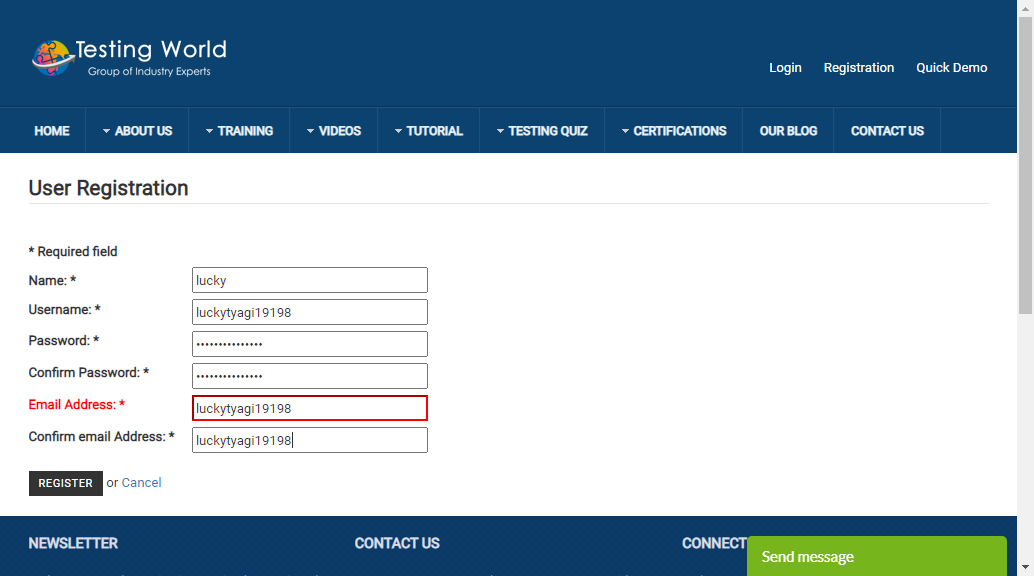 Testing World
Group of Industry Experts
Login Registration Quick Demo
HOME ABOUT US TRAINING VIDEOS TUTORIAL TESTING QUIZ CERTIFICATIONS OUR BLOG CONTACT US
User Registration
* Required field
Name: * lucky
Username: * luckytyagi19198
Password: * •••••••••••••••
Confirm Password: * •••••••••••••••
Email Address: * luckytyagi19198
Confirm email Address: * luckytyagi19198
REGISTER or Cancel
NEWSLETTER CONTACT US CONNECT
Send message